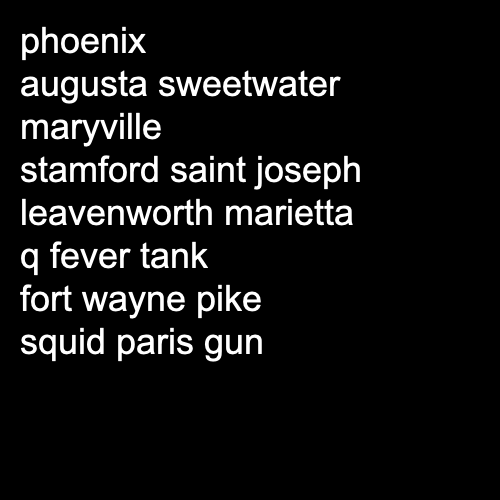 phoenix
augusta sweetwater
maryville
stamford saint joseph
leavenworth marietta
q fever tank
fort wayne pike
squid paris gun